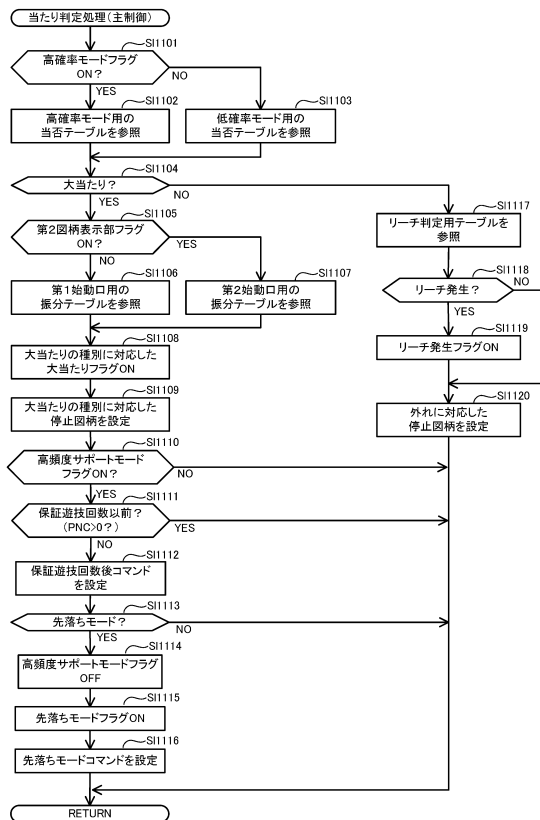 当たり判定処理（主制御）
SI1101
高確率モードフラグ
ON？
NO
YES
SI1102
高確率モード用の
当否テーブルを参照
SI1103
低確率モード用の
当否テーブルを参照
SI1104
大当たり？
NO
YES
SI1105
第2図柄表示部フラグ
ON？
YES
NO
SI1106
第1始動口用の
振分テーブルを参照
SI1107
第2始動口用の
振分テーブルを参照
SI1108
大当たりの種別に対応した
大当たりフラグON
SI1109
大当たりの種別に対応した
停止図柄を設定
SI1110
高頻度サポートモード
フラグON？
NO
YES
SI1111
保証遊技回数以前？
（PNC>0？）
YES
NO
SI1112
保証遊技回数後コマンド
を設定
SI1113
先落ちモード？
NO
YES
SI1114
高頻度サポートモードフラグ
OFF
SI1115
先落ちモードフラグON
SI1116
先落ちモードコマンドを設定
SI1117
リーチ判定用テーブルを
参照
SI1118
リーチ発生？
NO
YES
SI1119
リーチ発生フラグON
SI1120
外れに対応した
停止図柄を設定
RETURN